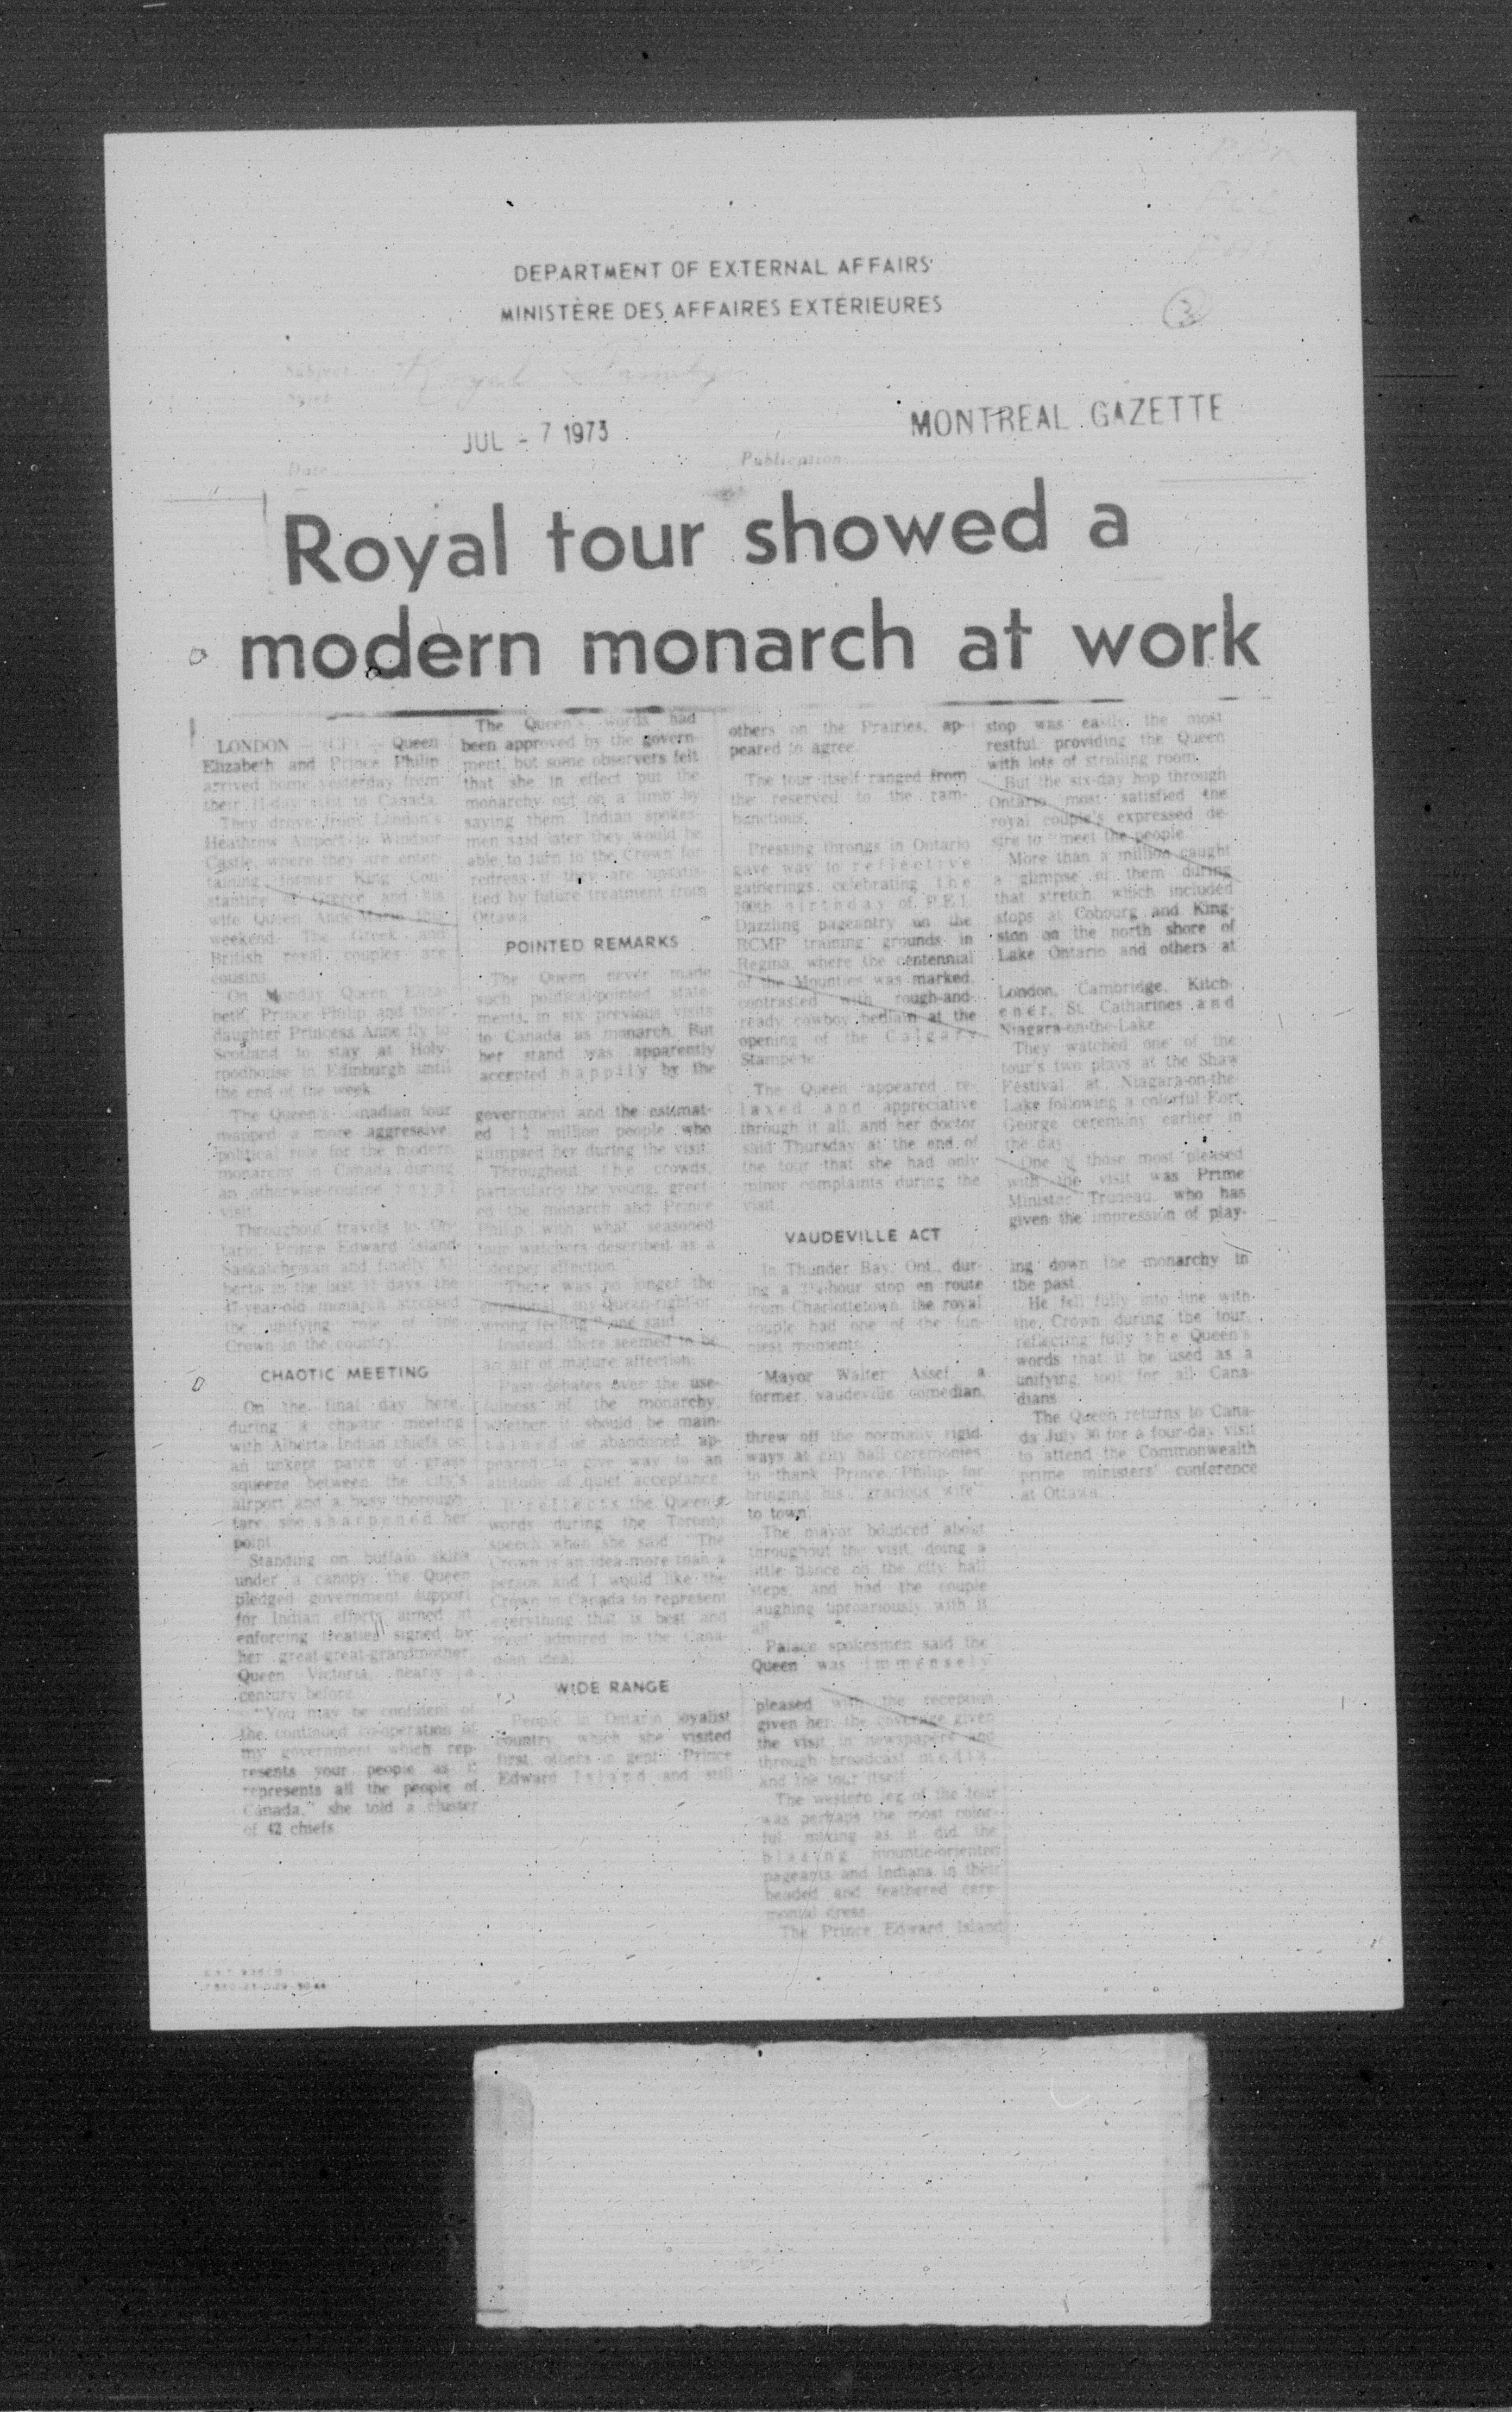 DEPARTMENT OF EXTERNAL AFFAIRS
MINISTÈRE DES AFFAIRES EXTÉRIEURES
3
Subject
Sujet
Royal Family
JUL - 7 1973
MONTREAL GAZETTE
Date
Publication
Royal tour showed a
modern monarch at work
LONDON — (CP) — Queen
Elizabeth and Prince Philip
arrived home yesterday from
their 11-day visit to Canada.
They drove from London's
Heathrow Airport to Windsor
Castle, where they are enter-
taining former King Con-
stantine of Greece and his
wife Queen Anne-Marie this
weekend. The Greek and
British royal couples are
cousins.
On Monday Queen Eliza-
beth, Prince Philip and their
daughter Princess Anne fly to
Scotland to stay at Holy-
roodhouse in Edinburgh until
the end of the week.
The Queen's Canadian tour
mapped a more aggressive,
political role for the modern
monarchy in Canada during
an otherwise-routine royal
visit.
Throughout travels to On-
tario, Prince Edward Island,
Saskatchewan and finally Al-
berta in the last 11 days, the
47-year-old monarch stressed
the unifying role of the
Crown in the country.
CHAOTIC MEETING
On the final day here,
during a chaotic meeting
with Alberta Indian chiefs on
an unkept patch of grass
squeeze between the city's
airport and a busy thorough-
fare, she sharpened her
point.
Standing on buffalo skins
under a canopy, the Queen
pledged government support
for Indian efforts aimed at
enforcing treaties signed by
her great-great-grandmother,
Queen Victoria, nearly a
century before.
"You may be confident of
the continued co-operation of
my government which rep-
resents your people as it
represents all the people of
Canada," she told a cluster
of 42 chiefs.
The Queen's words had
been approved by the govern-
ment, but some observers felt
that she in effect put the
monarchy out on a limb by
saying them. Indian spokes-
men said later they would be
able to turn to the Crown for
redress if they are unsatis-
fied by future treatment from
Ottawa.
POINTED REMARKS
The Queen never made
such political-pointed state-
ments in six previous visits
to Canada as monarch. But
her stand was apparently
accepted happily by the
government and the estimat-
ed 1.2 million people who
glimpsed her during the visit.
Throughout, the crowds,
particularly the young, greet-
ed the monarch and Prince
Philip with what seasoned
tour watchers described as a
"deeper affection."
"There was no longer the
emotional, my-Queen-right-or-
wrong feeling," one said.
Instead, there seemed to be
an air of mature affection.
Past debates over the use-
fulness of the monarchy,
whether it should be main-
tained or abandoned, ap-
peared to give way to an
attitude of quiet acceptance.
It reflects the Queen's
words during the Toronto
speech when she said: "The
Crown is an idea more than a
person and I would like the
Crown in Canada to represent
everything that is best and
most admired in the Cana-
dian ideal.
WIDE RANGE
People in Ontario loyalist
country, which she visited
first, others in gentle Prince
Edward Island and still
others on the Prairies, ap-
peared to agree.
The tour itself ranged from
the reserved to the ram-
bunctious.
Pressing throngs in Ontario
gave way to reflective
gatherings celebrating the
100th birthday of P.E.I.
Dazzling pageantry on the
RCMP training grounds in
Regina, where the centennial
of the Mounties was marked,
contrasted with rough-and-
ready cowboy bedlam at the
opening of the Calgary
Stampede.
The Queen appeared re-
laxed and appreciative
through it all, and her doctor
said Thursday at the end of
the tour that she had only
minor complaints during the
visit.
VAUDEVILLE ACT
In Thunder Bay, Ont., dur-
ing a 3½-hour stop en route
from Charlottetown, the royal
couple had one of the fun-
niest moments.
Mayor Walter Assef, a
former vaudeville comedian,
threw off the normally rigid
ways at city hall ceremonies
to thank Prince Philip for
bringing his "gracious wife"
to town.
The mayor bounced about
throughout the visit, doing a
little dance on the city hall
steps, and had the couple
laughing uproariously with it
all.
Palace spokesmen said the
Queen was immensely
pleased with the reception
given her, the coverage given
the visit in newspapers and
through broadcast media,
and the tour itself.
The western leg of the tour
was perhaps the most color-
ful, mixing as it did the
blazing mountie-oriented
pageants and Indians in their
beaded and feathered cere-
monial dress.
The Prince Edward Island
stop was easily the most
restful, providing the Queen
with lots of strolling room.
But the six-day hop through
Ontario most satisfied the
royal couple's expressed de-
sire to "meet the people."
More than a million caught
a glimpse of them during
that stretch, which included
stops at Cobourg and King-
ston on the north shore of
Lake Ontario and others at
London, Cambridge, Kitch-
ener, St. Catharines and
Niagara-on-the-Lake.
They watched one of the
tour's two plays at the Shaw
Festival at Niagara-on-the-
Lake following a colorful Fort
George ceremony earlier in
the day.
One of those most pleased
with the visit was Prime
Minister Trudeau, who has
given the impression of play-
ing down the monarchy in
the past.
He fell fully into line with
the Crown during the tour,
reflecting fully the Queen's
words that it be used as a
unifying tool for all Cana-
dians.
The Queen returns to Cana-
da July 30 for a four-day visit
to attend the Commonwealth
prime ministers' conference
at Ottawa.